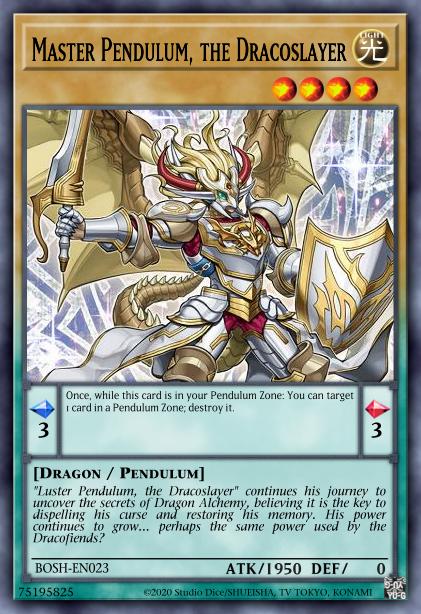 MASTER PENDULUM, THE DRACOSLAYER
LIGHT
光
Once, while this card is in your Pendulum Zone: You can target
1 card in a Pendulum Zone; destroy it.
3
3
[DRAGON / PENDULUM]
"Luster Pendulum, the Dracoslayer" continues his journey to
uncover the secrets of Dragon Alchemy, believing it is the key to
dispelling his curse and restoring his memory. His power
continues to grow... perhaps the same power used by the
Dracofiends?
BOSH-EN023
ATK/1950 DEF/ 0
75195825
©2020 Studio Dice/SHUEISHA, TV TOKYO, KONAMI